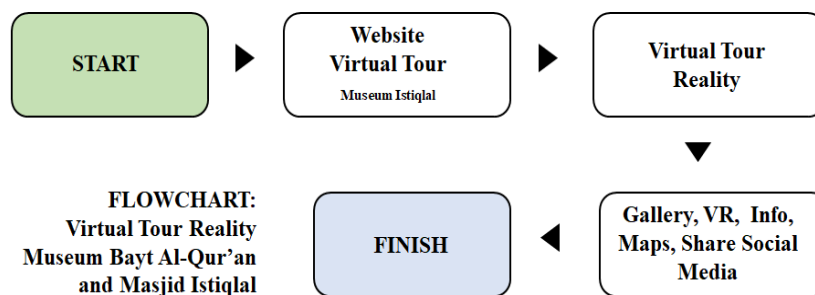 START
Website
Virtual Tour
Museum Istiqlal
Virtual Tour
Reality
Gallery, VR, Info,
Maps, Share Social
Media
FINISH
FLOWCHART:
Virtual Tour Reality
Museum Bayt Al-Qur'an
and Masjid Istiqlal